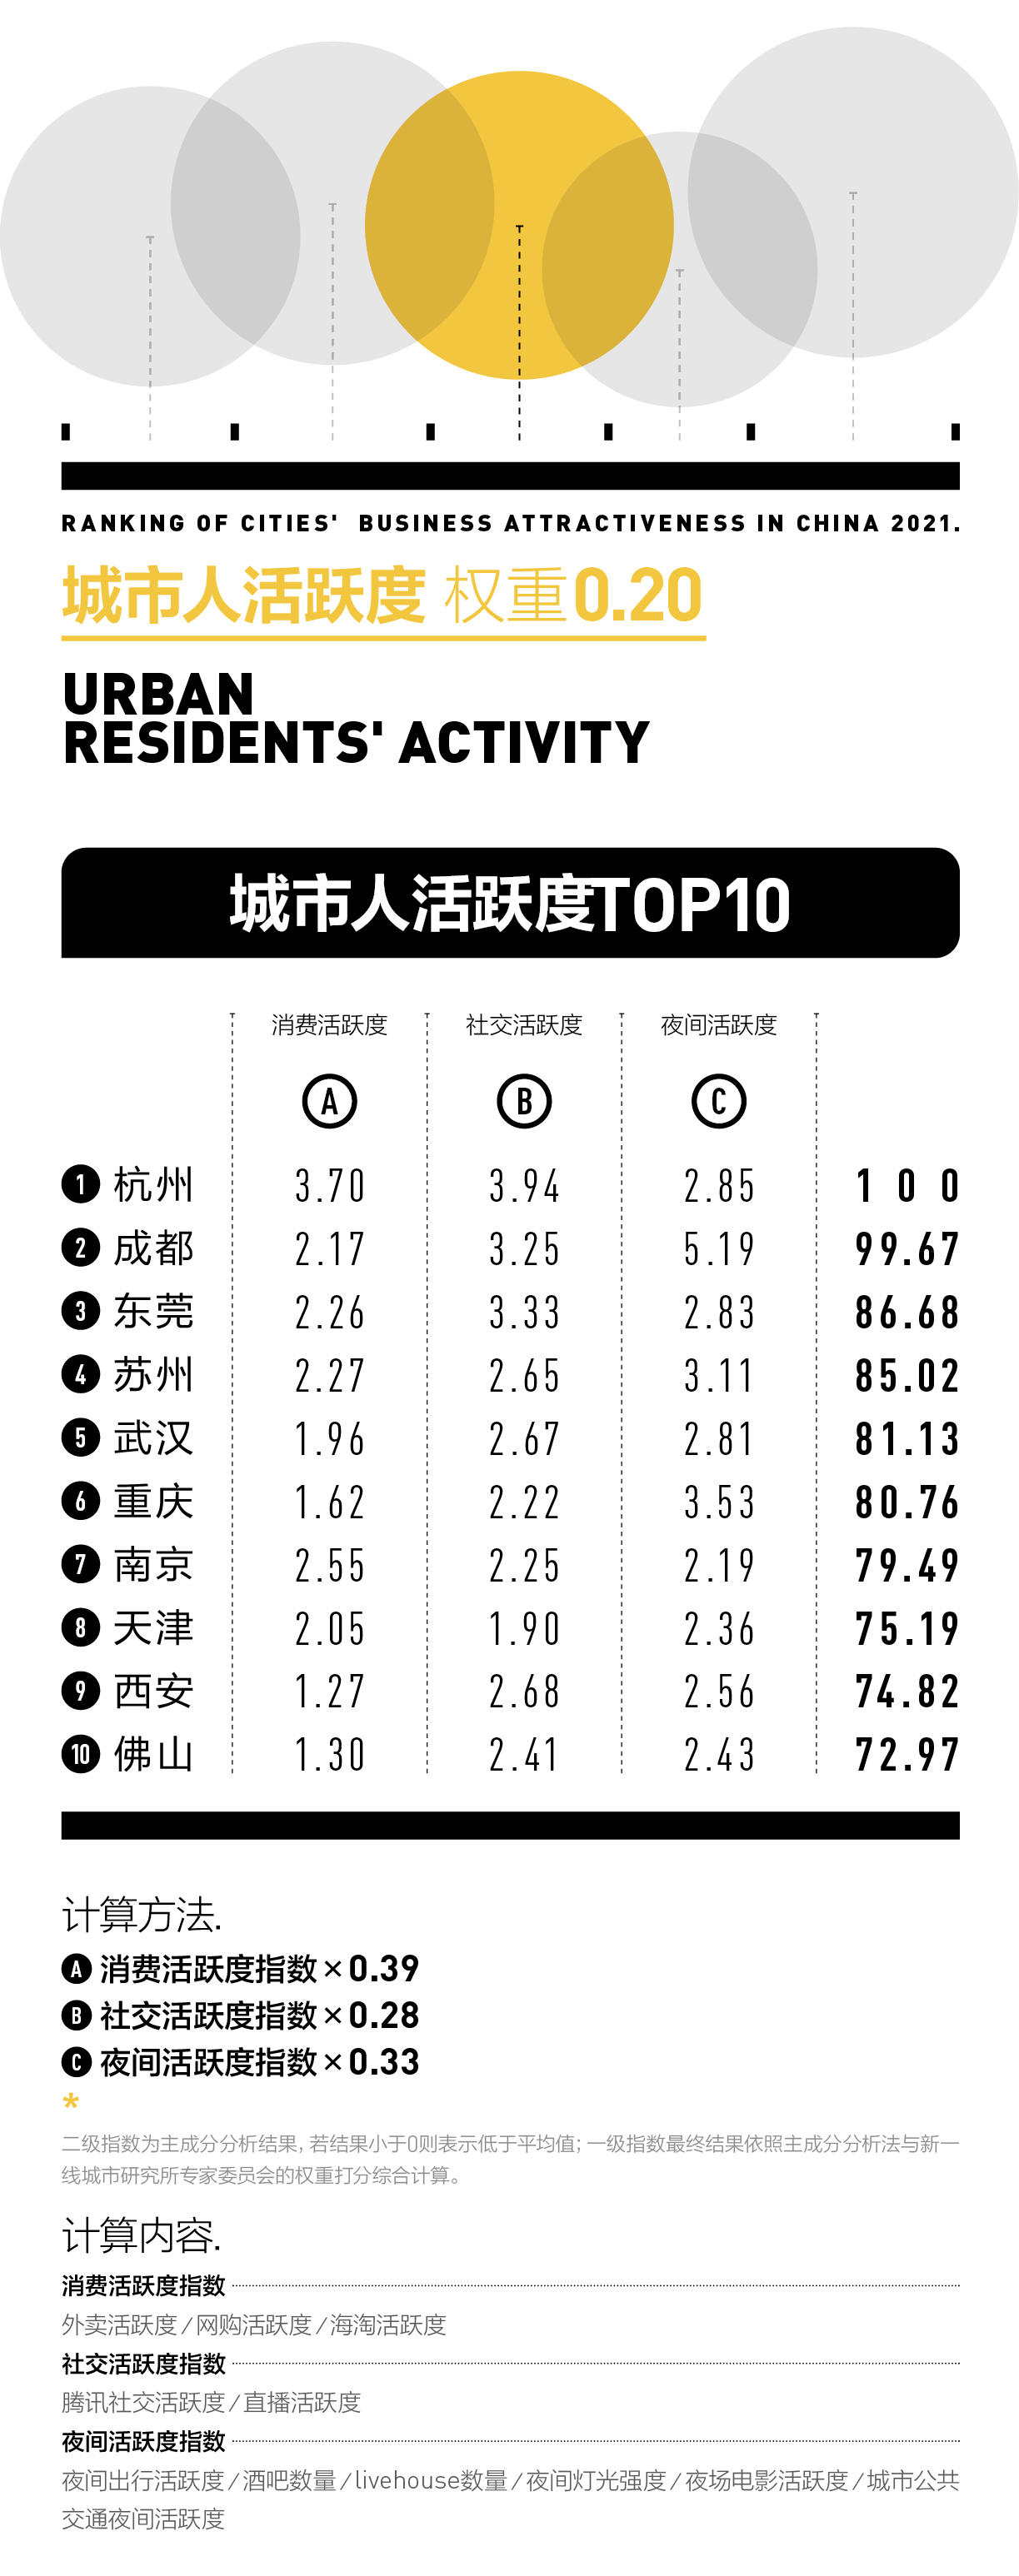 RANKING OF CITIES' BUSINESS ATTRACTIVENESS IN CHINA 2021.
城市人活跃度 权重0.20
URBAN
RESIDENTS' ACTIVITY
城市人活跃度TOP10
消费活跃度 社交活跃度 夜间活跃度
A B C
1 杭州 3.70 3.94 2.85 100
2 成都 2.17 3.25 5.19 99.67
3 东莞 2.26 3.33 2.83 86.68
4 苏州 2.27 2.65 3.11 85.02
5 武汉 1.96 2.67 2.81 81.13
6 重庆 1.62 2.22 3.53 80.76
7 南京 2.55 2.25 2.19 79.49
8 天津 2.05 1.90 2.36 75.19
9 西安 1.27 2.68 2.56 74.82
10 佛山 1.30 2.41 2.43 72.97
计算方法.
A 消费活跃度指数×0.39
B 社交活跃度指数×0.28
C 夜间活跃度指数×0.33
*
二级指数为主成分分析结果，若结果小于0则表示低于平均值；一级指数最终结果依照主成分分析法与新一
线城市研究所专家委员会的权重打分综合计算。
计算内容.
消费活跃度指数
外卖活跃度/网购活跃度/海淘活跃度
社交活跃度指数
腾讯社交活跃度/直播活跃度
夜间活跃度指数
夜间出行活跃度/酒吧数量/livehouse数量/夜间灯光强度/夜场电影活跃度/城市公共
交通夜间活跃度